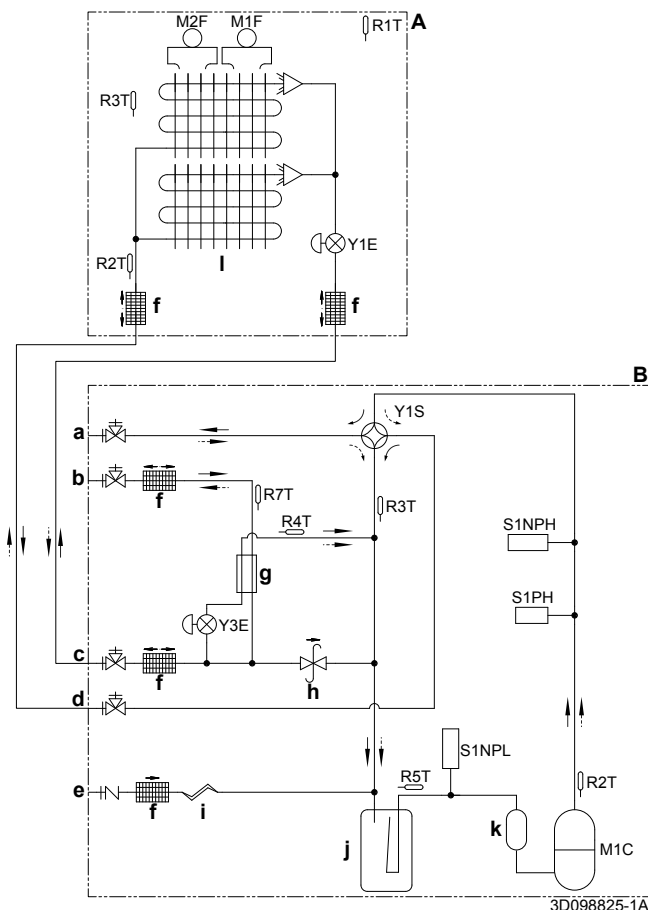 M2F M1F
R1T
A
R3T
R2T
Y1E
l
f f
B
Y1S
a
b
f
R7T
R3T
R4T
S1NPH
g
S1PH
Y3E
c
f
h
d
S1NPL
R5T
R2T
e
f
i
k
j
M1C
3D098825-1A